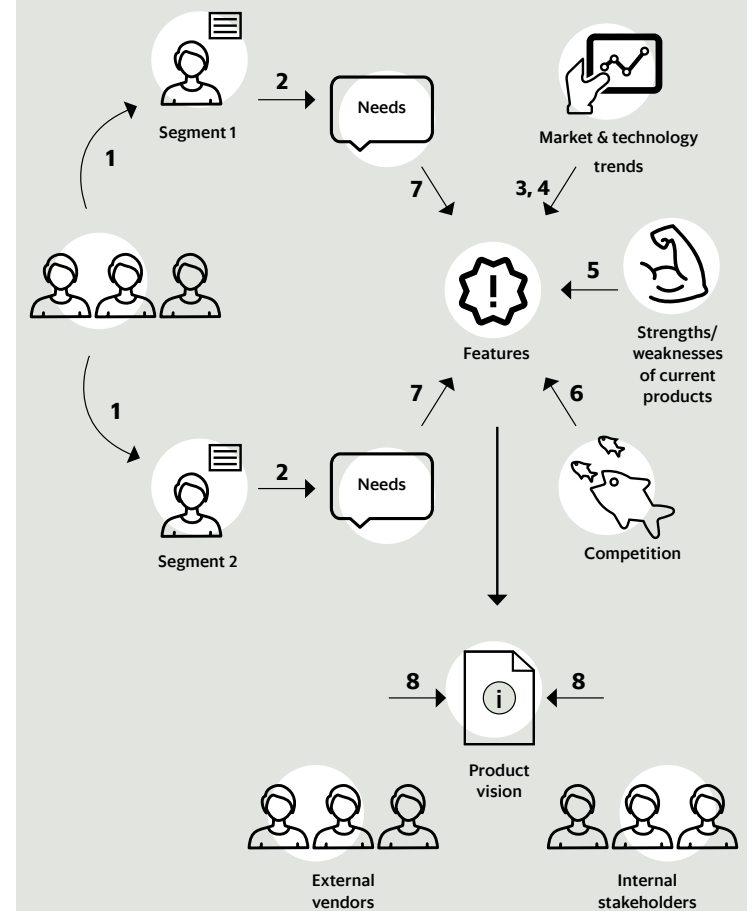 1
Segment 1
2
Needs
7
Market & technology
trends
3, 4
!
Features
5
Strengths/
weaknesses
of current
products
1
Segment 2
2
Needs
7
6
Competition
8
i
8
Product
vision
External
vendors
Internal
stakeholders